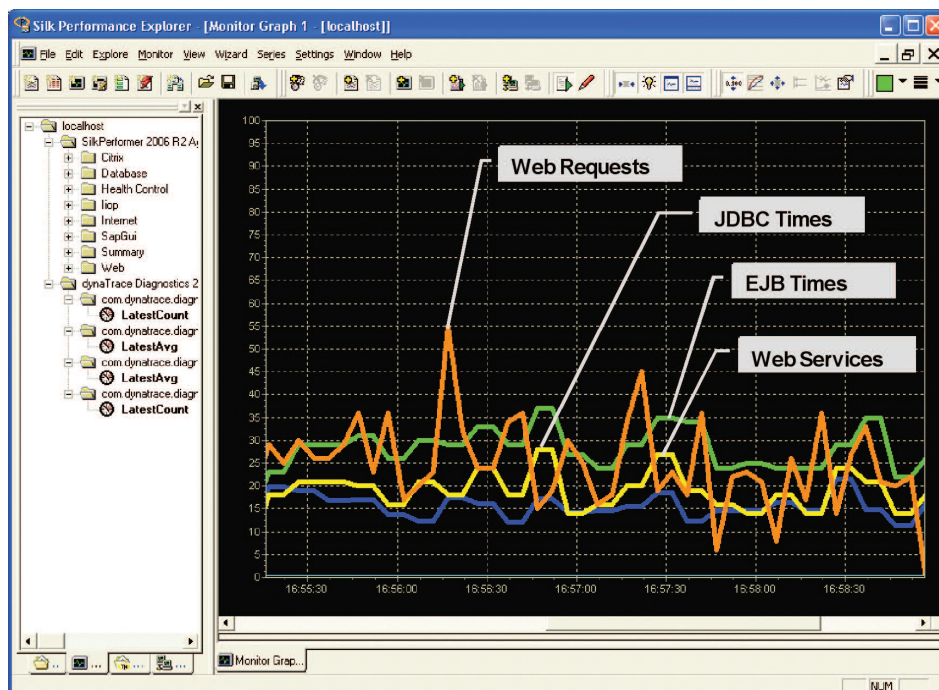 Silk Performance Explorer - [Monitor Graph 1 - [localhost]]
File Edit Explore Monitor View Wizard Series Settings Window Help
localhost
SilkPerformer 2006 R2 A
Citrix
Database
Health Control
Iiop
Internet
SapGui
Summary
Web
dynaTrace Diagnostics 2
com.dynatrace.diagr
LatestCount
com.dynatrace.diagr
LatestAvg
com.dynatrace.diagr
LatestAvg
com.dynatrace.diagr
LatestCount
100
95
90
85
80
75
70
65
60
55
50
45
40
35
30
25
20
15
10
5
0
Web Requests
JDBC Times
EJB Times
Web Services
16:55:30
16:56:00
16:55:30
16:57:00
16:57:30
16:58:00
16:58:30
Monitor Grap...
NUM